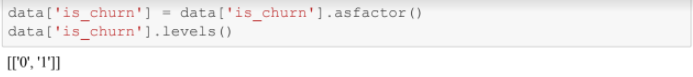 data['is_churn'] = data['is_churn'].asfactor()
data['is_churn'].levels()
[['0', '1']]